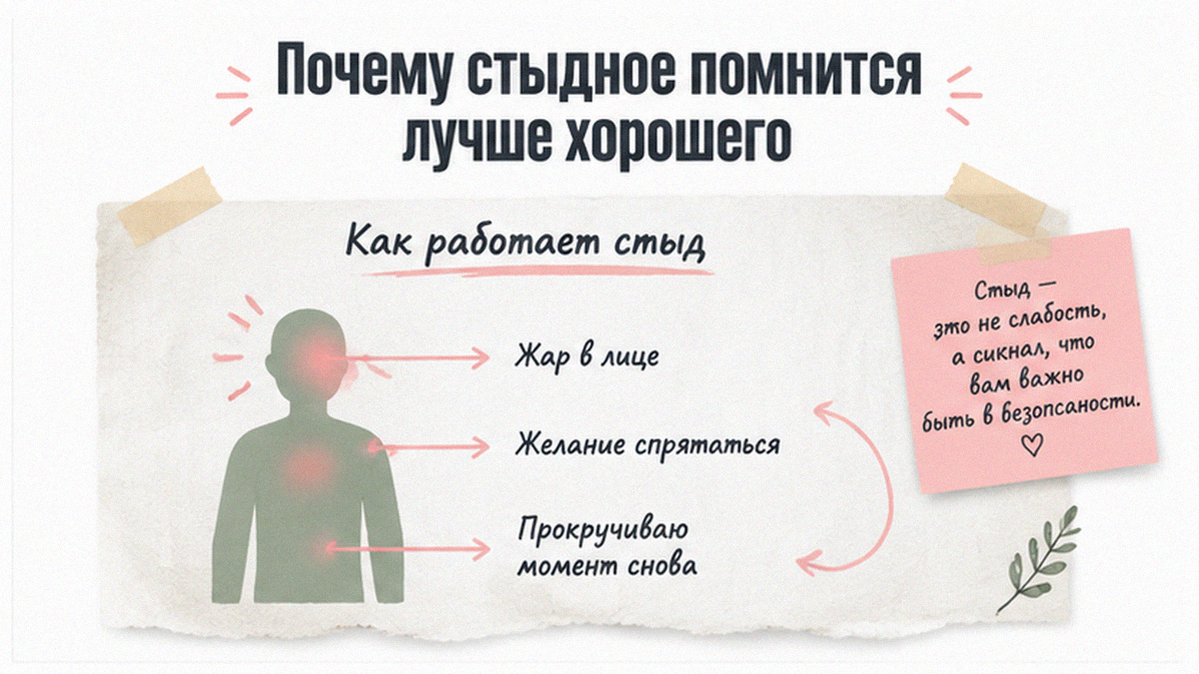 Почему стыдное помнится
лучше хорошего
Как работает стыд
Жар в лице
Желание спрятаться
Прокручиваю
момент снова
Стыд —
это не слабость,
а сикнал, что
вам важно
быть в безопсаности.